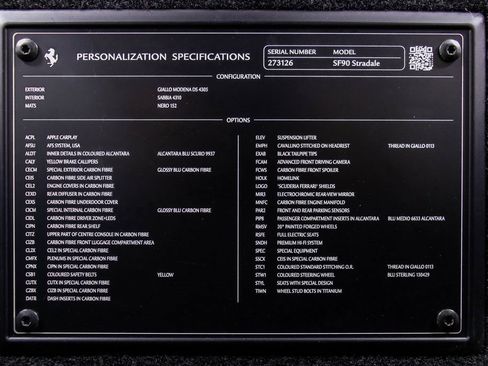 PERSONALIZATION SPECIFICATIONS
SERIAL NUMBER MODEL
273126 SF90 Stradale
CONFIGURATION
EXTERIOR GIALLO MODENA DS 4305
INTERIOR SABBIA 4310
MATS NERO 152
OPTIONS
ACPL APPLE CARPLAY
AFSU AFS SYSTEM, USA
ALDT INNER DETAILS IN COLOURED ALCANTARA ALCANTARA BLU SCURO 9937
CALY YELLOW BRAKE CALLIPERS
CECM SPECIAL EXTERIOR CARBON FIBRE GLOSSY BLU CARBON FIBRE
CEIS CARBON FIBRE SIDE AIR SPLITTER
CEL2 ENGINE COVERS IN CARBON FIBRE
CEXD REAR DIFFUSER IN CARBON FIBRE
CEXS CARBON FIBRE UNDERDOOR COVER
CICM SPECIAL INTERNAL CARBON FIBRE GLOSSY BLU CARBON FIBRE
CIDL CARBON FIBRE DRIVER ZONE+LEDS
CIPN CARBON FIBRE REAR SHELF
CITZ UPPER PART OF CENTRE CONSOLE IN CARBON FIBRE
CIZB CARBON FIBRE FRONT LUGGAGE COMPARTMENT AREA
CL2X CEL2 IN SPECIAL CARBON FIBRE
CMFX PLENUMS IN SPECIAL CARBON FIBRE
CPNX CIPN IN SPECIAL CARBON FIBRE
CSB1 COLOURED SAFETY BELTS YELLOW
CUTX CUTX IN SPECIAL CARBON FIBRE
CZBX CIZB IN SPECIAL CARBON FIBRE
DATR DASH INSERTS IN CARBON FIBRE
ELEV SUSPENSION LIFTER
EMPH CAVALLINO STITCHED ON HEADREST THREAD IN GIALLO 0113
EXAB BLACK TAILPIPE TIPS
FCAM ADVANCED FRONT DRIVING CAMERA
FCWS CARBON FIBRE FRONT SPOILER
HOLK HOMELINK
LOGO "SCUDERIA FERRARI" SHIELDS
MIR3 ELECTROCHROMIC REAR-VIEW MIRROR
MNFC CARBON FIBRE ENGINE MANIFOLD
PAR2 FRONT AND REAR PARKING SENSORS
PIPR PASSENGER COMPARTMENT INSERTS IN ALCANTARA BLU MEDIO 6633 ALCANTARA
RMSV 20" PAINTED FORGED WHEELS
RSFE FULL ELECTRIC SEATS
SNDH PREMIUM HI-FI SYSTEM
SPEC SPECIAL EQUIPMENT
SSCX CEIS IN SPECIAL CARBON FIBRE
STC1 COLOURED STANDARD STITCHING O.R. THREAD IN GIALLO 0113
STW1 COLOURED STEERING WHEEL BLU STERLING 130429
STYL SEATS WITH SPECIAL DESIGN
TIWN WHEEL STUD BOLTS IN TITANIUM